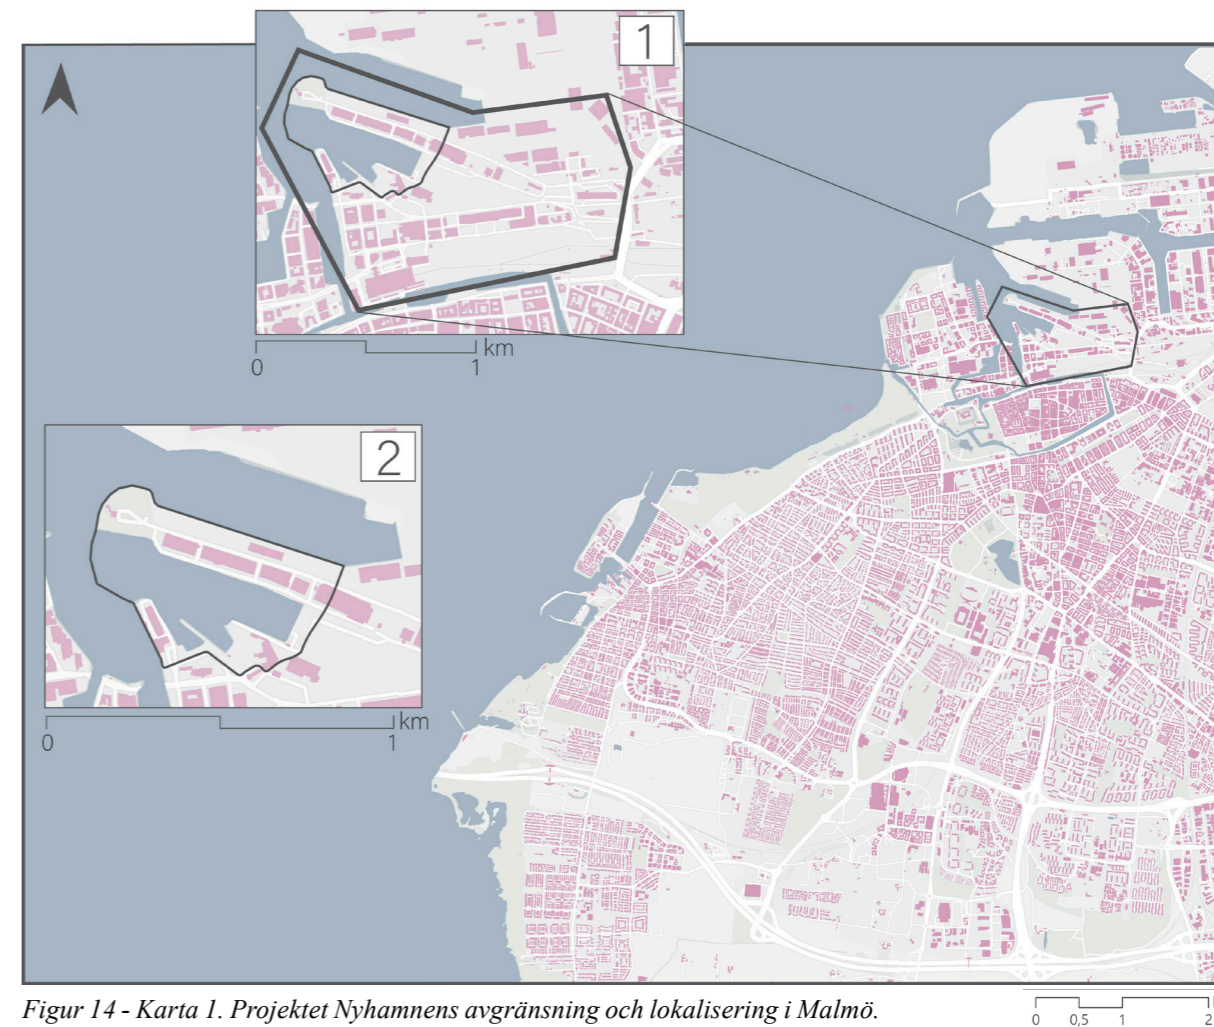 1
km
0 1
2
km
0 1
Figur 14 - Karta 1. Projektet Nyhamnens avgränsning och lokalisering i Malmö.
0 0,5 1 2